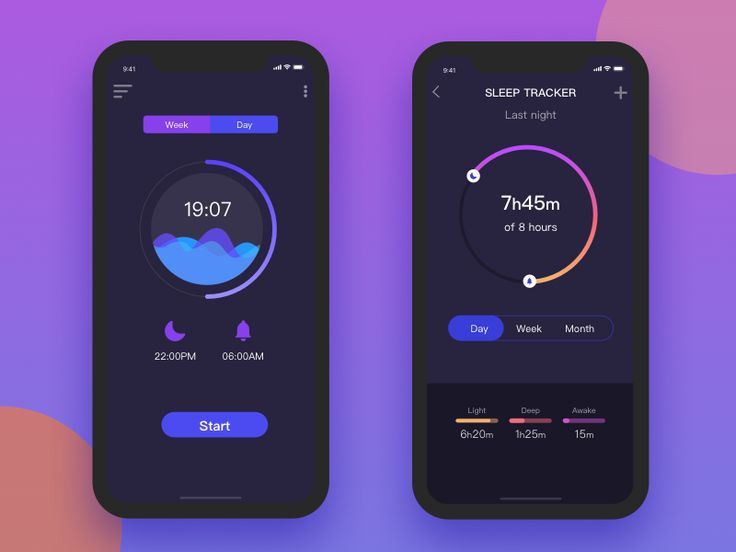 9:41
Week Day
19:07
22:00PM 06:00AM
Start
9:41
SLEEP TRACKER
Last night
7h45m
of 8 hours
Day Week Month
Light Deep Awake
6h20m 1h25m 15m